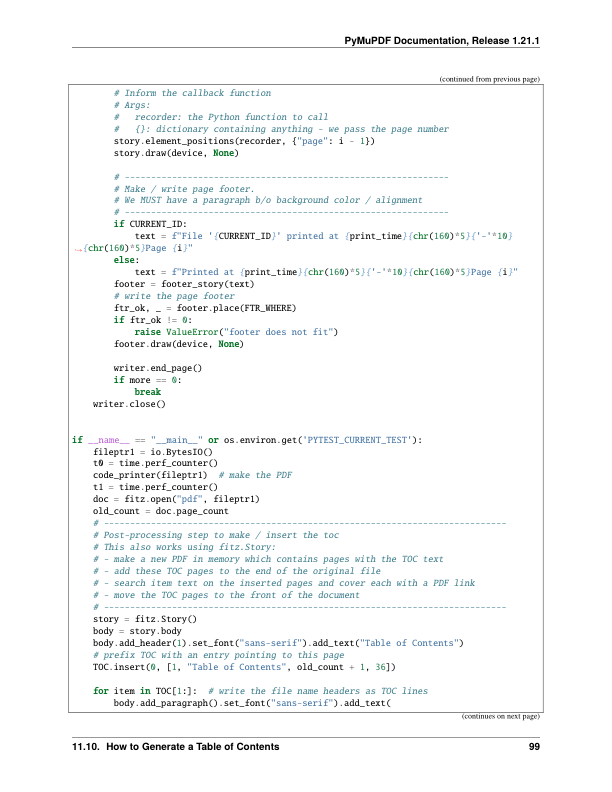 PyMuPDF Documentation, Release 1.21.1
(continued from previous page)
# Inform the callback function
# Args:
#   recorder: the Python function to call
#   {}: dictionary containing anything - we pass the page number
story.element_positions(recorder, {"page": i - 1})
story.draw(device, None)
# -------------------------------------------------------------
# Make / write page footer.
# We MUST have a paragraph b/o background color / alignment
# -------------------------------------------------------------
if CURRENT_ID:
text = f"File '{CURRENT_ID}' printed at {print_time}{chr(160)*5}{'-'*10}
↪{chr(160)*5}Page {i}"
else:
text = f"Printed at {print_time}{chr(160)*5}{'-'*10}{chr(160)*5}Page {i}"
footer = footer_story(text)
# write the page footer
ftr_ok, _ = footer.place(FTR_WHERE)
if ftr_ok != 0:
raise ValueError("footer does not fit")
footer.draw(device, None)
writer.end_page()
if more == 0:
break
writer.close()
if __name__ == "__main__" or os.environ.get('PYTEST_CURRENT_TEST'):
fileptr1 = io.BytesIO()
t0 = time.perf_counter()
code_printer(fileptr1)  # make the PDF
t1 = time.perf_counter()
doc = fitz.open("pdf", fileptr1)
old_count = doc.page_count
# ----------------------------------------------------------------------------
# Post-processing step to make / insert the toc
# This also works using fitz.Story:
# - make a new PDF in memory which contains pages with the TOC text
# - add these TOC pages to the end of the original file
# - search item text on the inserted pages and cover each with a PDF link
# - move the TOC pages to the front of the document
# ----------------------------------------------------------------------------
story = fitz.Story()
body = story.body
body.add_header(1).set_font("sans-serif").add_text("Table of Contents")
# prefix TOC with an entry pointing to this page
TOC.insert(0, [1, "Table of Contents", old_count + 1, 36])
for item in TOC[1:]:  # write the file name headers as TOC lines
body.add_paragraph().set_font("sans-serif").add_text(
(continues on next page)
11.10. How to Generate a Table of Contents 99